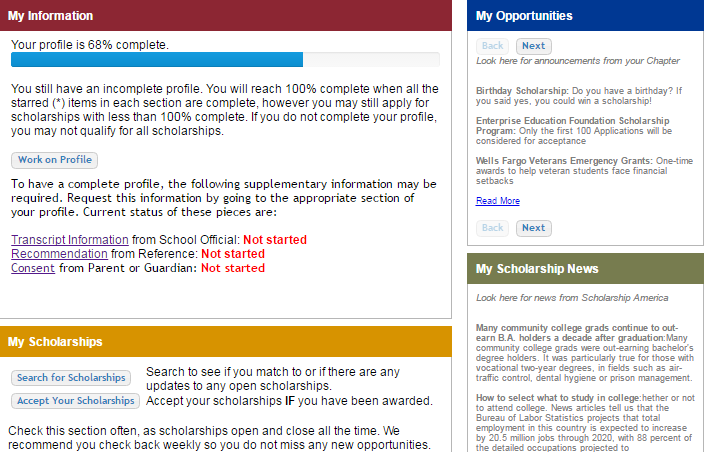 My Information
Your profile is 68% complete.
You still have an incomplete profile. You will reach 100% complete when all the
starred (*) items in each section are complete, however you may still apply for
scholarships with less than 100% complete. If you do not complete your profile,
you may not qualify for all scholarships.
Work on Profile
To have a complete profile, the following supplementary information may be
required. Request this information by going to the appropriate section of
your profile. Current status of these pieces are:
Transcript Information from School Official: Not started
Recommendation from Reference: Not started
Consent from Parent or Guardian: Not started
My Scholarships
Search for Scholarships
Search to see if you match to or if there are any
updates to any open scholarships.
Accept Your Scholarships
Accept your scholarships IF you have been awarded.
Check this section often, as scholarships open and close all the time. We
recommend you check back weekly so you do not miss any new opportunities.
My Opportunities
Back Next
Look here for announcements from your Chapter
Birthday Scholarship: Do you have a birthday? If
you said yes, you could win a scholarship!
Enterprise Education Foundation Scholarship
Program: Only the first 100 Applications will be
considered for acceptance
Wells Fargo Veterans Emergency Grants: One-time
awards to help veteran students face financial
setbacks
Read More
Back Next
My Scholarship News
Look here for news from Scholarship America
Many community college grads continue to out-
earn B.A. holders a decade after graduation:Many
community college grads were out-earning bachelor's
degree holders. It was particularly true for those with
vocational two-year degrees, in fields such as air-
traffic control, dental hygiene or prison management.
How to select what to study in college:hether or not
to attend college. News articles tell us that the
Bureau of Labor Statistics projects that total
employment in this country is expected to increase
by 20.5 million jobs through 2020, with 88 percent of
the detailed occupations projected to